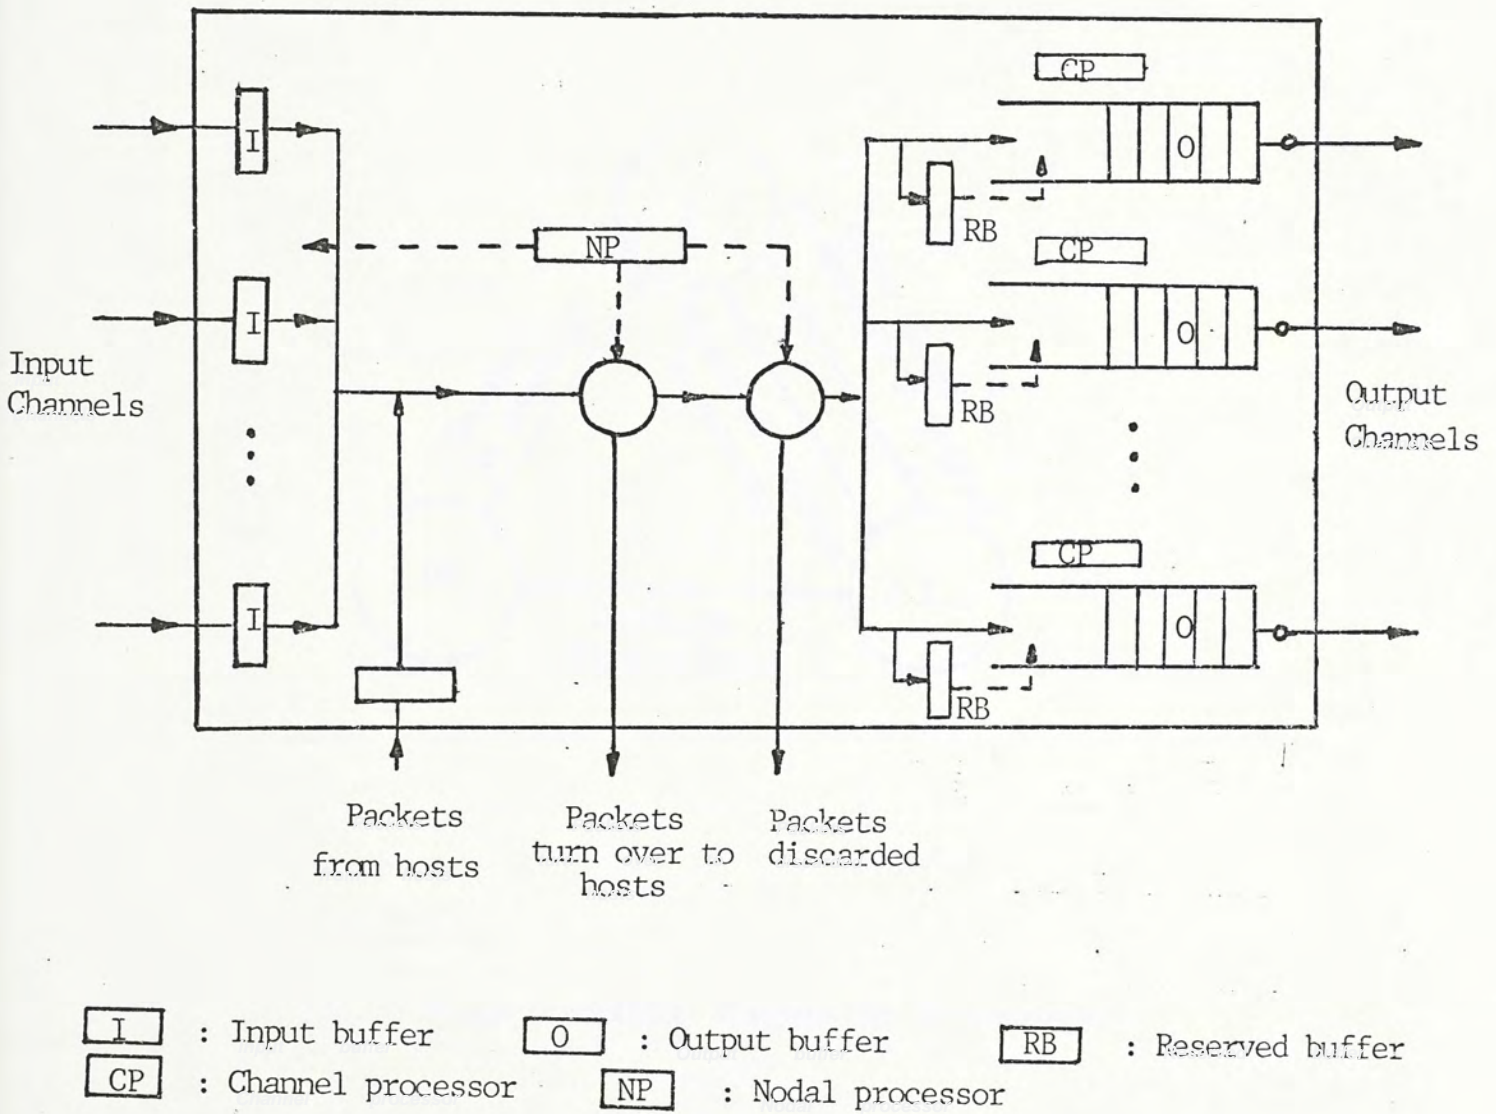 CP
I
O
RB
NP
CP
I
O
RB
Input
Channels
Output
Channels
CP
I
O
RB
Packets
from hosts
Packets
turn over to
hosts
Packets
discarded
I : Input buffer
O : Output buffer
RB : Reserved buffer
CP : Channel processor
NP : Nodal processor